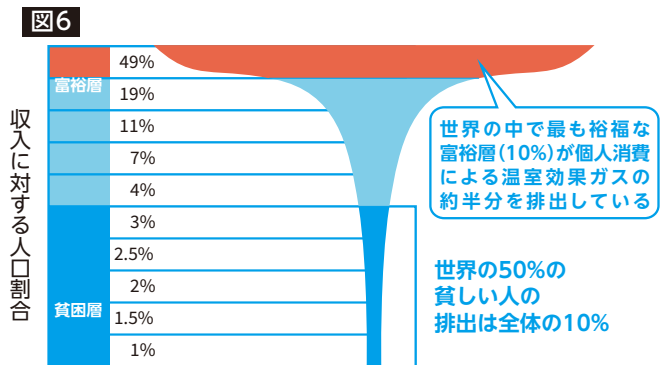 図6
収入に対する人口割合
富裕層
貧困層
49%
19%
11%
7%
4%
3%
2.5%
2%
1.5%
1%
世界の中で最も裕福な
富裕層(10%)が個人消費
による温室効果ガスの
約半分を排出している
世界の50%の
貧しい人の
排出は全体の10%